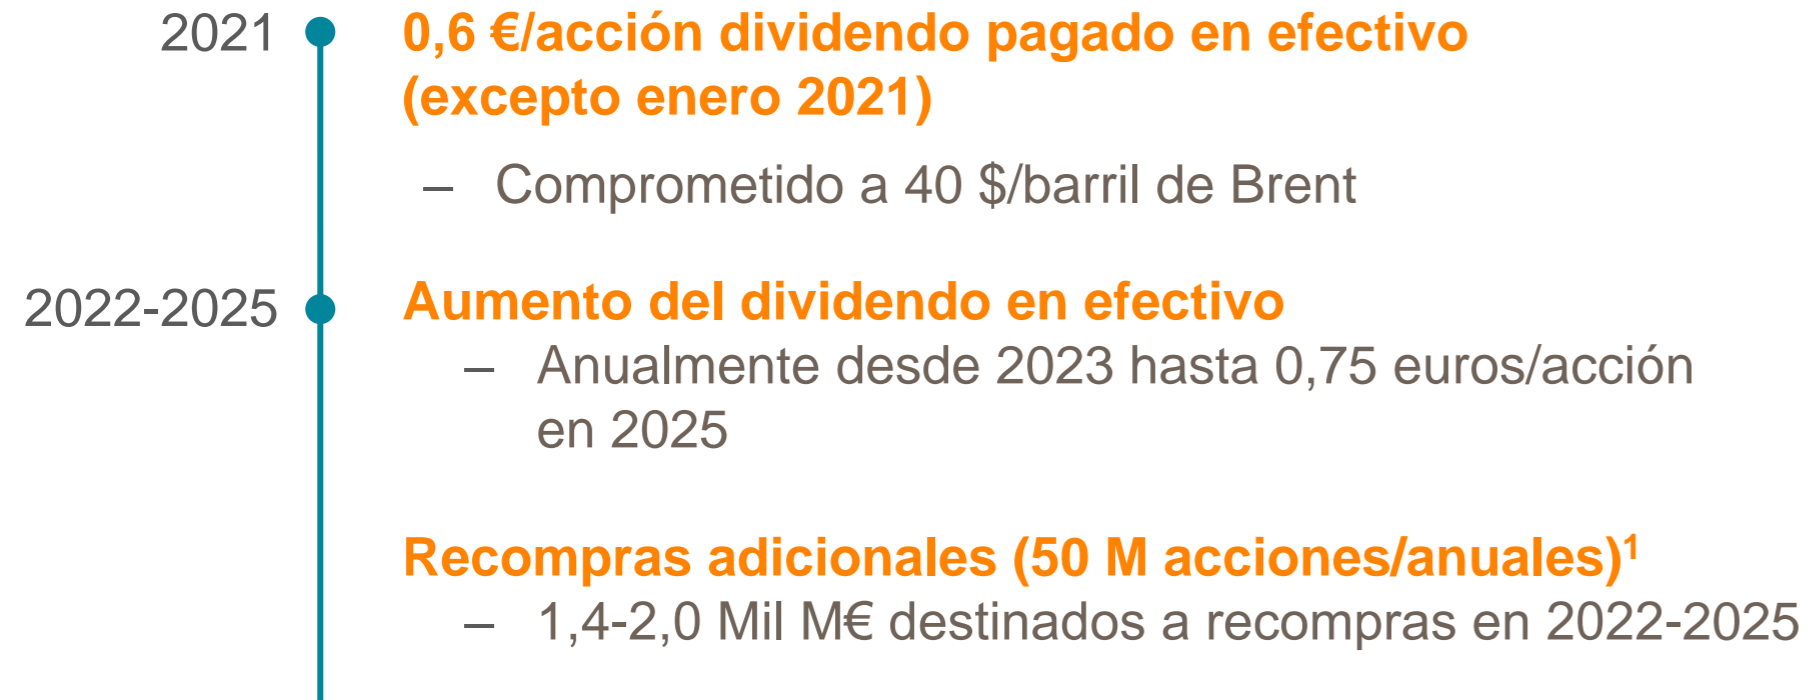 2021
0,6 €/acción dividendo pagado en efectivo
(excepto enero 2021)
– Comprometido a 40 $/barril de Brent
2022-2025
Aumento del dividendo en efectivo
– Anualmente desde 2023 hasta 0,75 euros/acción
en 2025
Recompras adicionales (50 M acciones/anuales)¹
– 1,4-2,0 Mil M€ destinados a recompras en 2022-2025